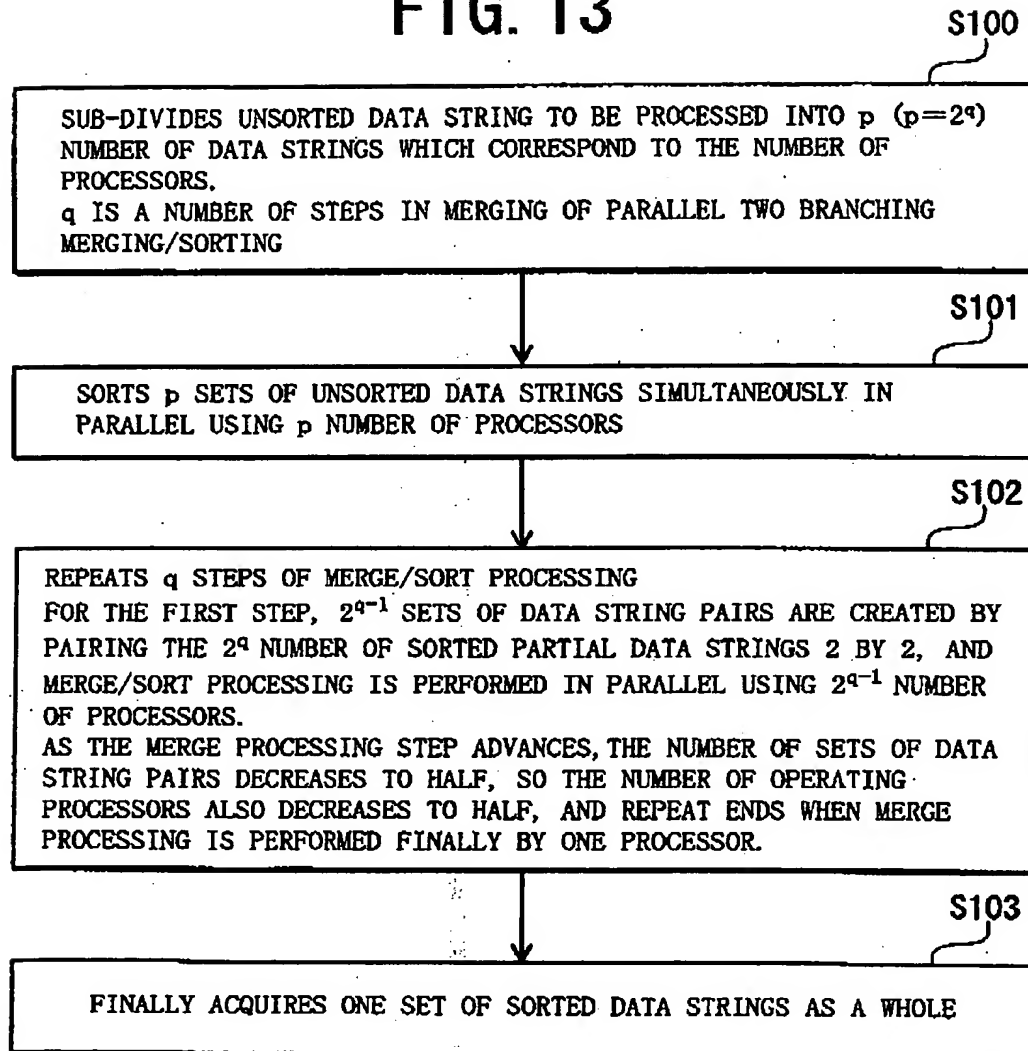 FIG. 13
S100
SUB-DIVIDES UNSORTED DATA STRING TO BE PROCESSED INTO p (p=2^q)
NUMBER OF DATA STRINGS WHICH CORRESPOND TO THE NUMBER OF
PROCESSORS.
q IS A NUMBER OF STEPS IN MERGING OF PARALLEL TWO BRANCHING
MERGING/SORTING
S101
SORTS p SETS OF UNSORTED DATA STRINGS SIMULTANEOUSLY IN
PARALLEL USING p NUMBER OF PROCESSORS
S102
REPEATS q STEPS OF MERGE/SORT PROCESSING
FOR THE FIRST STEP, 2^q-1 SETS OF DATA STRING PAIRS ARE CREATED BY
PAIRING THE 2^q NUMBER OF SORTED PARTIAL DATA STRINGS 2 BY 2, AND
MERGE/SORT PROCESSING IS PERFORMED IN PARALLEL USING 2^q-1 NUMBER
OF PROCESSORS.
AS THE MERGE PROCESSING STEP ADVANCES, THE NUMBER OF SETS OF DATA
STRING PAIRS DECREASES TO HALF, SO THE NUMBER OF OPERATING
PROCESSORS ALSO DECREASES TO HALF, AND REPEAT ENDS WHEN MERGE
PROCESSING IS PERFORMED FINALLY BY ONE PROCESSOR.
S103
FINALLY ACQUIRES ONE SET OF SORTED DATA STRINGS AS A WHOLE